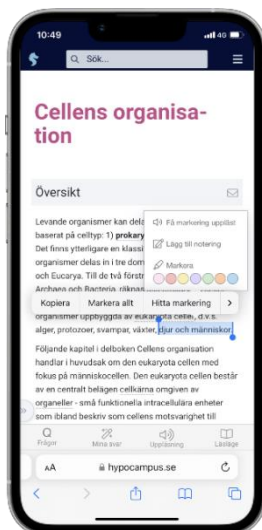 10:49
4G
Sök...
Cellens organisa-
tion
Översikt
Levande organismer kan dela
baserat på celltyp: 1) prokary
Det finns ytterligare en klassi
organismer delas in i tre dom
och Eucarya. Till de två först
Archaea och Bacteria räknas
Få markering uppläst
Lägg till notering
Markera
Kopiera
Markera allt
Hitta markering
organismer uppbyggda av eukaryota celler, d.v.s.
alger, protozoer, svampar, växter, djur och människor.
Följande kapitel i delboken Cellens organisation
handlar i huvudsak om den eukaryota cellen med
fokus på människocellen. Den eukaryota cellen består
av en centralt belägen cellkärna omgiven av
organeller - små funktionella intracellulära enheter
som ibland beskriv som cellens motsvarighet till
Frågor
Mina svar
Uppläsning
Läsläge
AA
hypocampus.se